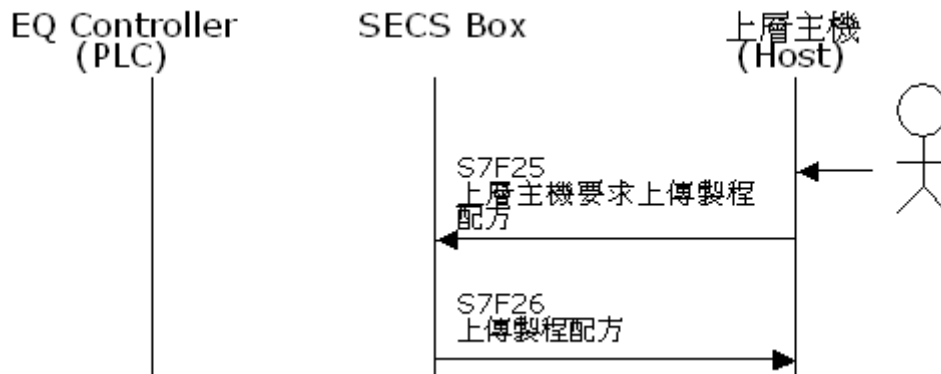 EQ Controller
(PLC)
SECS Box
上層主機
(Host)
S7F25
上層主機要求上傳製程
配方
S7F26
上傳製程配方